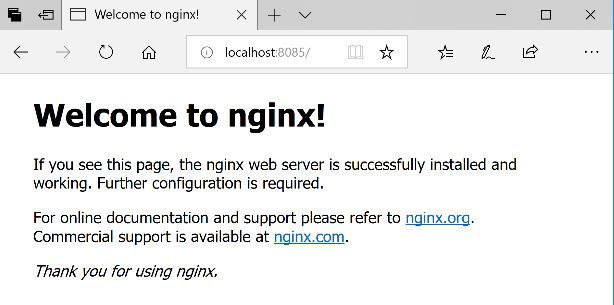 Welcome to nginx!
localhost:8085/
Welcome to nginx!
If you see this page, the nginx web server is successfully installed and
working. Further configuration is required.
For online documentation and support please refer to nginx.org.
Commercial support is available at nginx.com.
Thank you for using nginx.